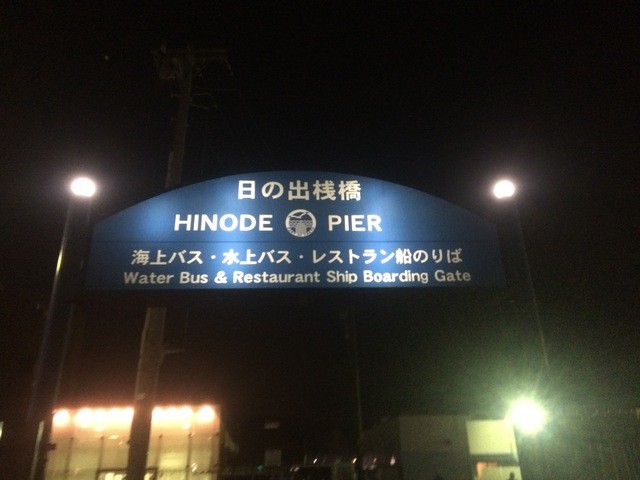 日の出桟橋
HINODE PIER
海上バス・水上バス・レストラン船のりば
Water Bus & Restaurant Ship Boarding Gate